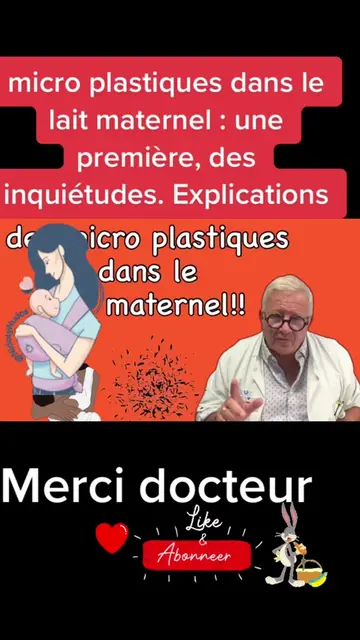 micro plastiques dans le
lait maternel : une
première, des
inquiétudes. Explications
micro plastiques
dans le
maternel!!
Merci docteur
Like
&
Abonneer